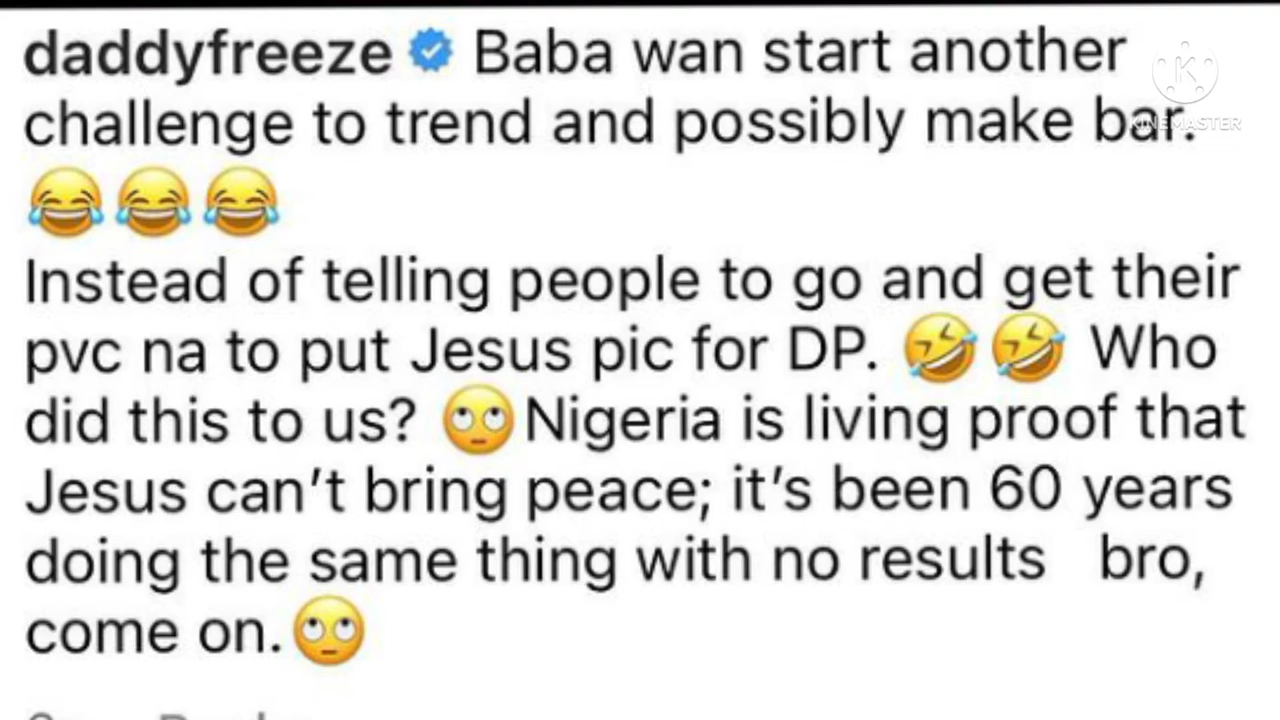 daddyfreeze Baba wan start another
challenge to trend and possibly make bar.
KINEMASTER
😂😂😂
Instead of telling people to go and get their
pvc na to put Jesus pic for DP. 🤣🤣 Who
did this to us? 🙄Nigeria is living proof that
Jesus can't bring peace; it's been 60 years
doing the same thing with no results bro,
come on.🙄